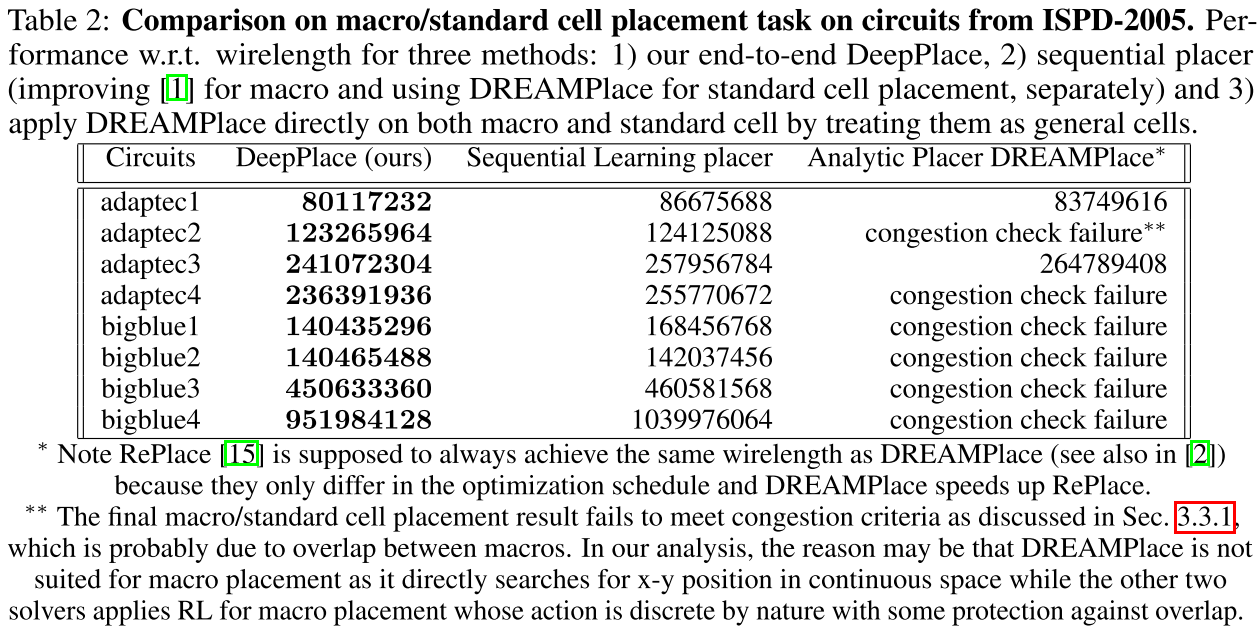 Table 2: Comparison on macro/standard cell placement task on circuits from ISPD-2005. Per-
formance w.r.t. wirelength for three methods: 1) our end-to-end DeepPlace, 2) sequential placer
(improving [1] for macro and using DREAMPlace for standard cell placement, separately) and 3)
apply DREAMPlace directly on both macro and standard cell by treating them as general cells.
Circuits DeepPlace (ours) Sequential Learning placer Analytic Placer DREAMPlace*
adaptec1 80117232 86675688 83749616
adaptec2 123265964 124125088 congestion check failure**
adaptec3 241072304 257956784 264789408
adaptec4 236391936 255770672 congestion check failure
bigblue1 140435296 168456768 congestion check failure
bigblue2 140465488 142037456 congestion check failure
bigblue3 450633360 460581568 congestion check failure
bigblue4 951984128 1039976064 congestion check failure
* Note RePlace [15] is supposed to always achieve the same wirelength as DREAMPlace (see also in [2])
because they only differ in the optimization schedule and DREAMPlace speeds up RePlace.
** The final macro/standard cell placement result fails to meet congestion criteria as discussed in Sec. 3.3.1,
which is probably due to overlap between macros. In our analysis, the reason may be that DREAMPlace is not
suited for macro placement as it directly searches for x-y position in continuous space while the other two
solvers applies RL for macro placement whose action is discrete by nature with some protection against overlap.